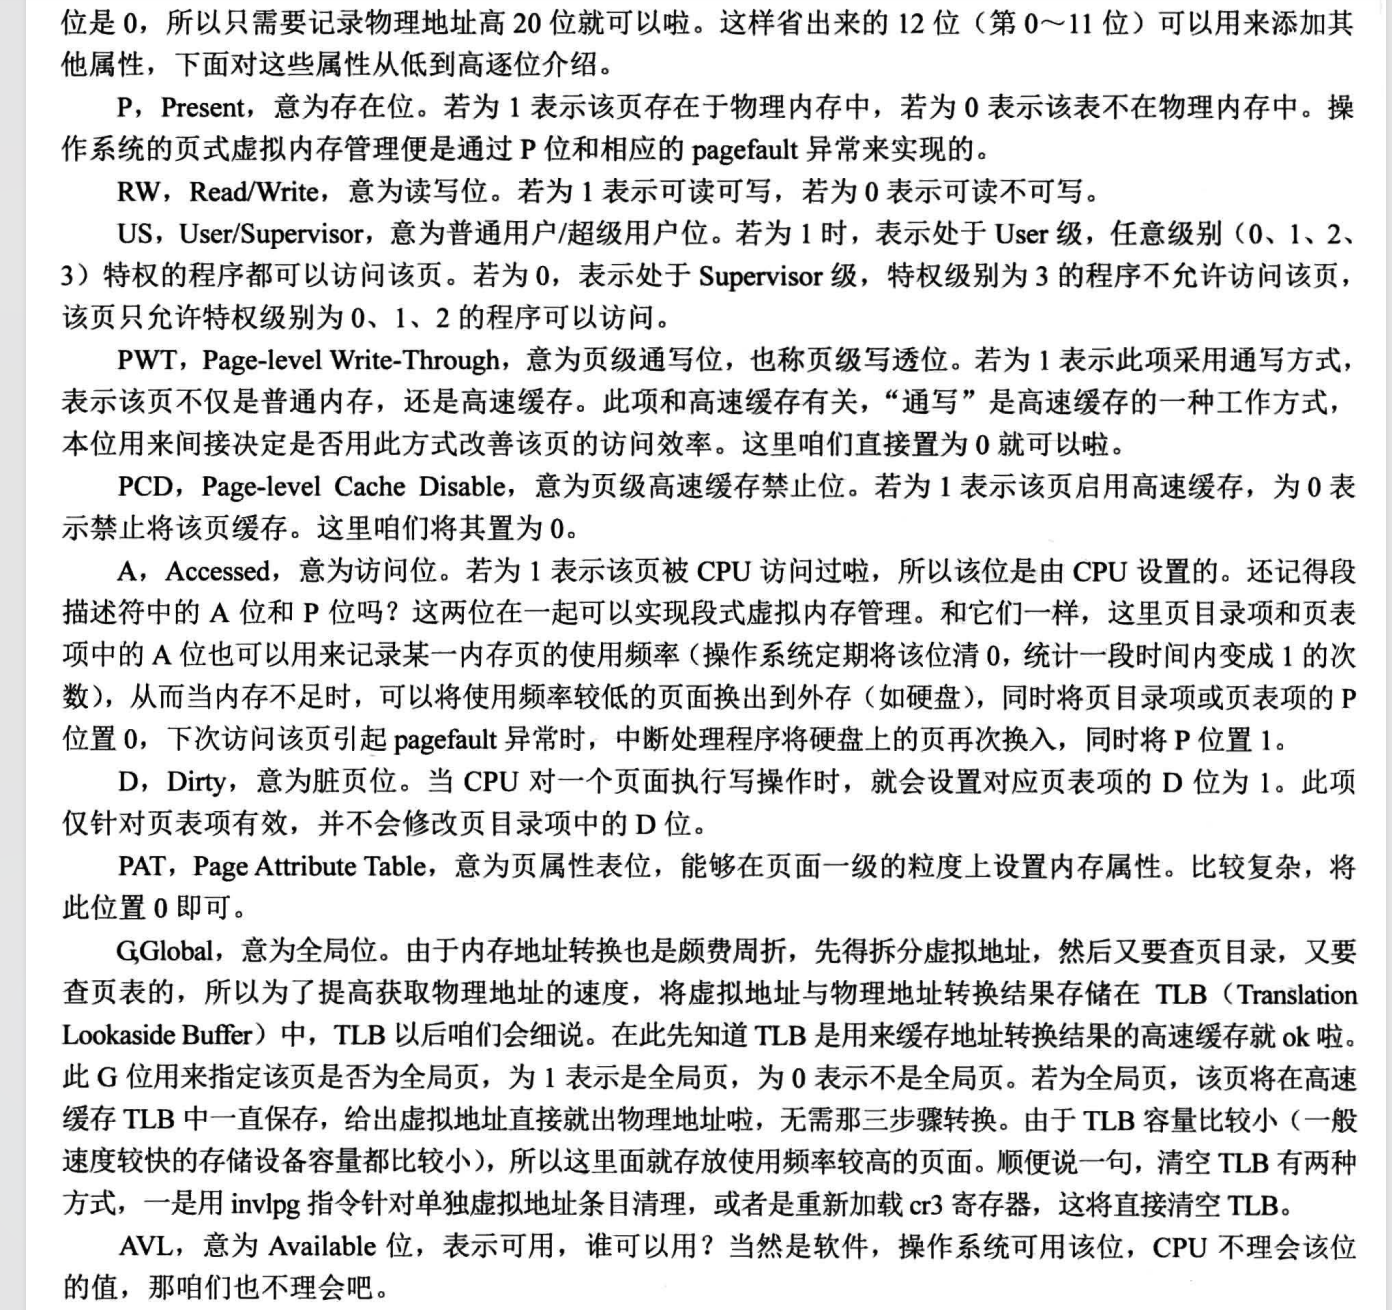 位是 0，所以只需要记录物理地址高 20 位就可以啦。这样省出来的 12 位（第 0～11 位）可以用来添加其
他属性，下面对这些属性从低到高逐位介绍。
P，Present，意为存在位。若为 1 表示该页存在于物理内存中，若为 0 表示该表不在物理内存中。操
作系统的页式虚拟内存管理便是通过 P 位和相应的 pagefault 异常来实现的。
RW，Read/Write，意为读写位。若为 1 表示可读可写，若为 0 表示可读不可写。
US，User/Supervisor，意为普通用户/超级用户位。若为 1 时，表示处于 User 级，任意级别（0、1、2、
3）特权的程序都可以访问该页。若为 0，表示处于 Supervisor 级，特权级别为 3 的程序不允许访问该页，
该页只允许特权级别为 0、1、2 的程序可以访问。
PWT，Page-level Write-Through，意为页级通写位，也称页级写透位。若为 1 表示此项采用通写方式，
表示该页不仅是普通内存，还是高速缓存。此项和高速缓存有关，“通写”是高速缓存的一种工作方式，
本位用来间接决定是否用此方式改善该页的访问效率。这里咱们直接置为 0 就可以啦。
PCD，Page-level Cache Disable，意为页级高速缓存禁止位。若为 1 表示该页启用高速缓存，为 0 表
示禁止将该页缓存。这里咱们将其置为 0。
A，Accessed，意为访问位。若为 1 表示该页被 CPU 访问过啦，所以该位是由 CPU 设置的。还记得段
描述符中的 A 位和 P 位吗？这两位在一起可以实现段式虚拟内存管理。和它们一样，这里页目录项和页表
项中的 A 位也可以用来记录某一内存页的使用频率（操作系统定期将该位清 0，统计一段时间内变成 1 的次
数），从而当内存不足时，可以将使用频率较低的页面换出到外存（如硬盘），同时将页目录项或页表项的 P
位置 0，下次访问该页引起 pagefault 异常时，中断处理程序将硬盘上的页再次换入，同时将 P 位置 1。
D，Dirty，意为脏页位。当 CPU 对一个页面执行写操作时，就会设置对应页表项的 D 位为 1。此项
仅针对页表项有效，并不会修改页目录项中的 D 位。
PAT，Page Attribute Table，意为页属性表位，能够在页面一级的粒度上设置内存属性。比较复杂，将
此位置 0 即可。
G,Global，意为全局位。由于内存地址转换也是颇费周折，先得拆分虚拟地址，然后又要查页目录，又要
查页表的，所以为了提高获取物理地址的速度，将虚拟地址与物理地址转换结果存储在 TLB（Translation
Lookaside Buffer）中，TLB 以后咱们会细说。在此先知道 TLB 是用来缓存地址转换结果的高速缓存就 ok 啦。
此 G 位用来指定该页是否为全局页，为 1 表示是全局页，为 0 表示不是全局页。若为全局页，该页将在高速
缓存 TLB 中一直保存，给出虚拟地址直接就出物理地址啦，无需那三步骤转换。由于 TLB 容量比较小（一般
速度较快的存储设备容量都比较小），所以这里面就存放使用频率较高的页面。顺便说一句，清空 TLB 有两种
方式，一是用 invlpg 指令针对单独虚拟地址条目清理，或者是重新加载 cr3 寄存器，这将直接清空 TLB。
AVL，意为 Available 位，表示可用，谁可以用？当然是软件，操作系统可用该位，CPU 不理会该位
的值，那咱们也不理会吧。